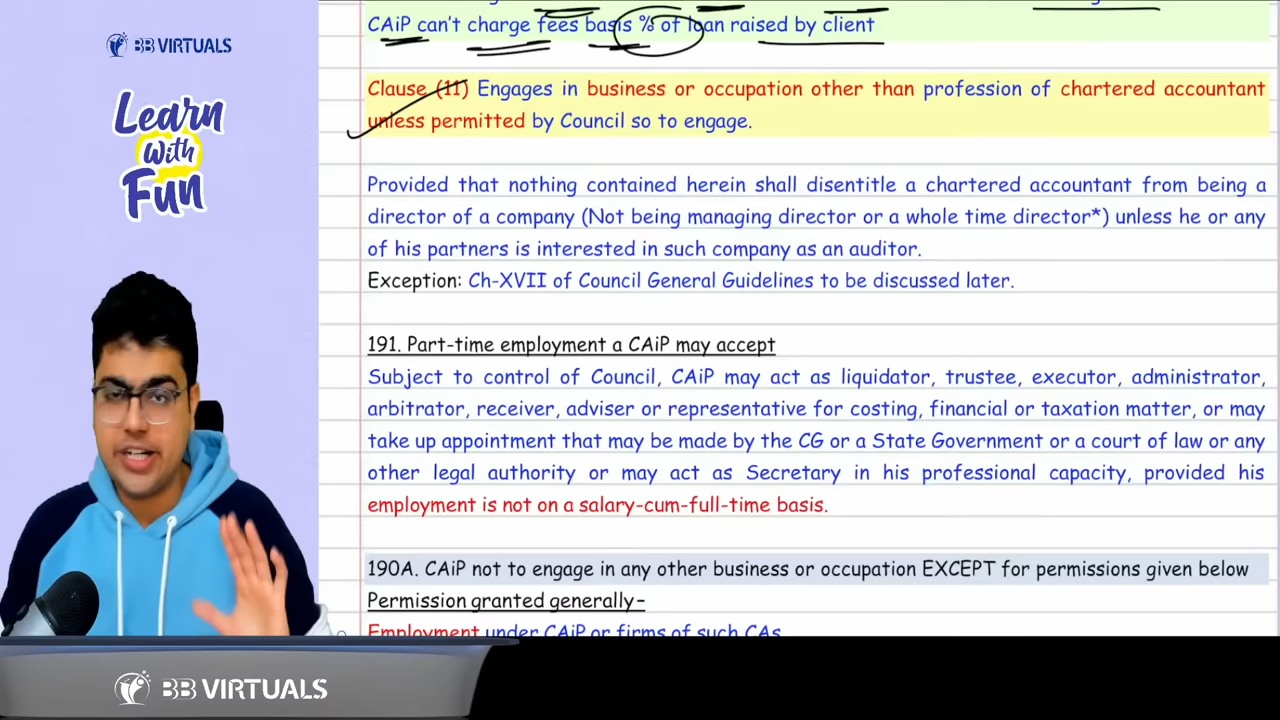 BB VIRTUALS
Learn
With
Fun
CAiP can't charge fees basis % of loan raised by client
Clause (11) Engages in business or occupation other than profession of chartered accountant
unless permitted by Council so to engage.
Provided that nothing contained herein shall disentitle a chartered accountant from being a
director of a company (Not being managing director or a whole time director*) unless he or any
of his partners is interested in such company as an auditor.
Exception: Ch-XVII of Council General Guidelines to be discussed later.
191. Part-time employment a CAiP may accept
Subject to control of Council, CAiP may act as liquidator, trustee, executor, administrator,
arbitrator, receiver, adviser or representative for costing, financial or taxation matter, or may
take up appointment that may be made by the CG or a State Government or a court of law or any
other legal authority or may act as Secretary in his professional capacity, provided his
employment is not on a salary-cum-full-time basis.
190A. CAiP not to engage in any other business or occupation EXCEPT for permissions given below
Permission granted generally-
Employment under CAiP or firms of such CAs
BB VIRTUALS